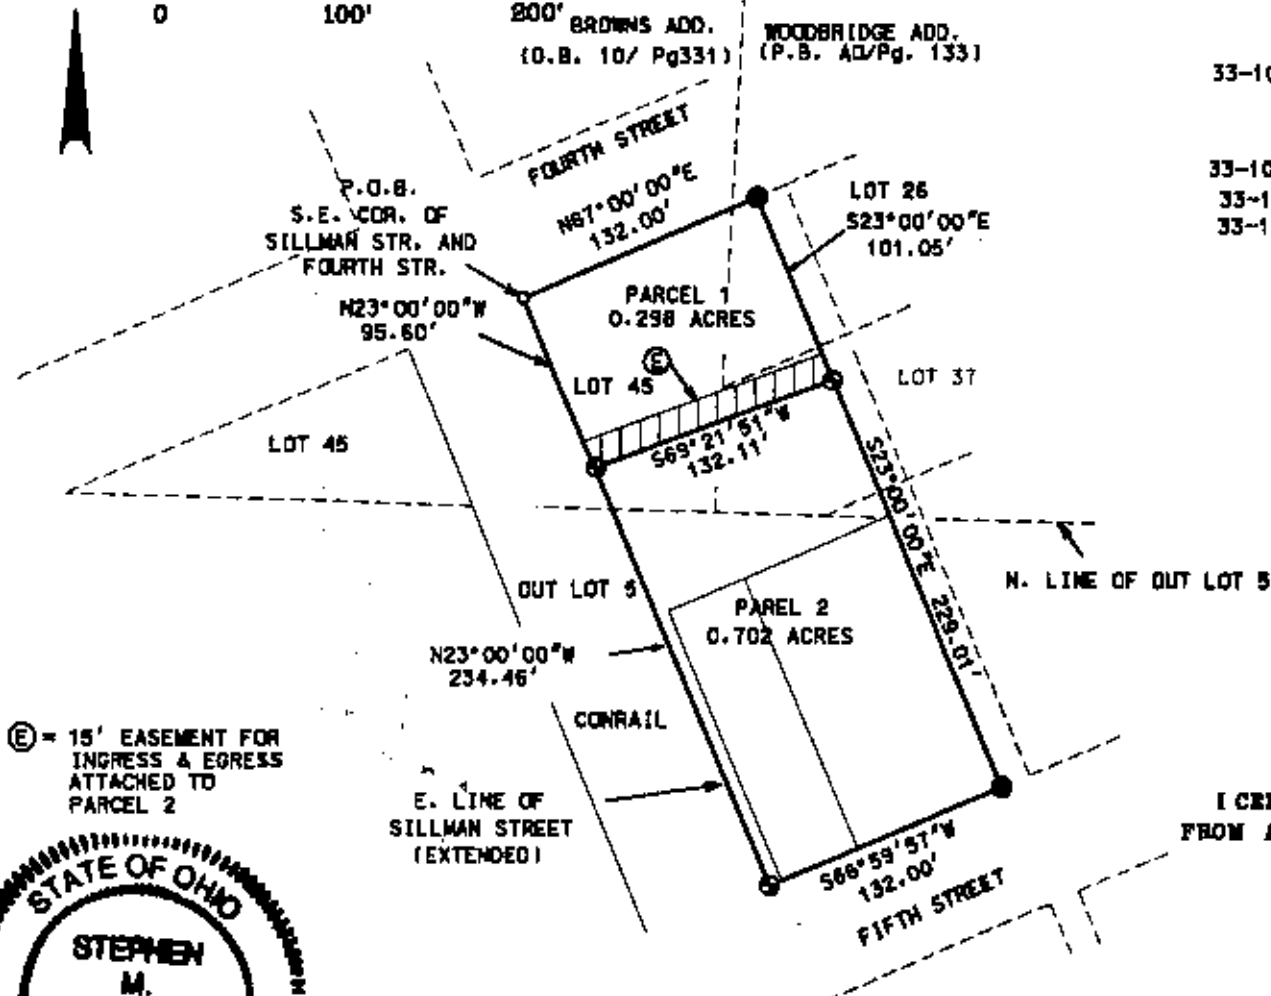 0 100' 200'
BROWNS ADD.
(O.B. 10/ Pg331)
WOODBRIDGE ADD.
(P.B. AD/Pg. 133)
33-10
33-10
33-1
33-1
FOURTH STREET
N67°00'00"E
132.00'
P.O.B.
S.E. COR. OF
SILLMAN STR. AND
FOURTH STR.
LOT 26
S23°00'00"E
101.05'
N23°00'00"W
95.60'
PARCEL 1
0.298 ACRES
E
LOT 45
LOT 37
LOT 45
S69°21'51"W
132.11'
S23°00'00"E 229.01'
N. LINE OF OUT LOT 5
OUT LOT 5
PAREL 2
0.702 ACRES
N23°00'00"W
234.46'
CONRAIL
E = 15' EASEMENT FOR
INGRESS & EGRESS
ATTACHED TO
PARCEL 2
E. LINE OF
SILLMAN STREET
(EXTENDED)
S66°59'57"W
132.00'
FIFTH STREET
I CE
FROM A
STATE OF OHIO
STEPHEN
M.